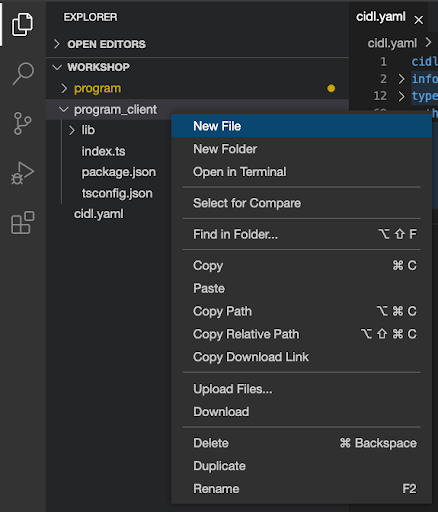 EXPLORER
OPEN EDITORS
WORKSHOP
program
program_client
lib
index.ts
package.json
tsconfig.json
cidl.yaml
cidl.yaml
cidl.yaml
1 cidl
2 info
12 type
New File
New Folder
Open in Terminal
Select for Compare
Find in Folder... ⌥ ⇧ F
Copy ⌘ C
Paste
Copy Path ⌥ ⌘ C
Copy Relative Path ⌥ ⇧ ⌘ C
Copy Download Link
Upload Files...
Download
Delete ⌘ Backspace
Duplicate
Rename F2